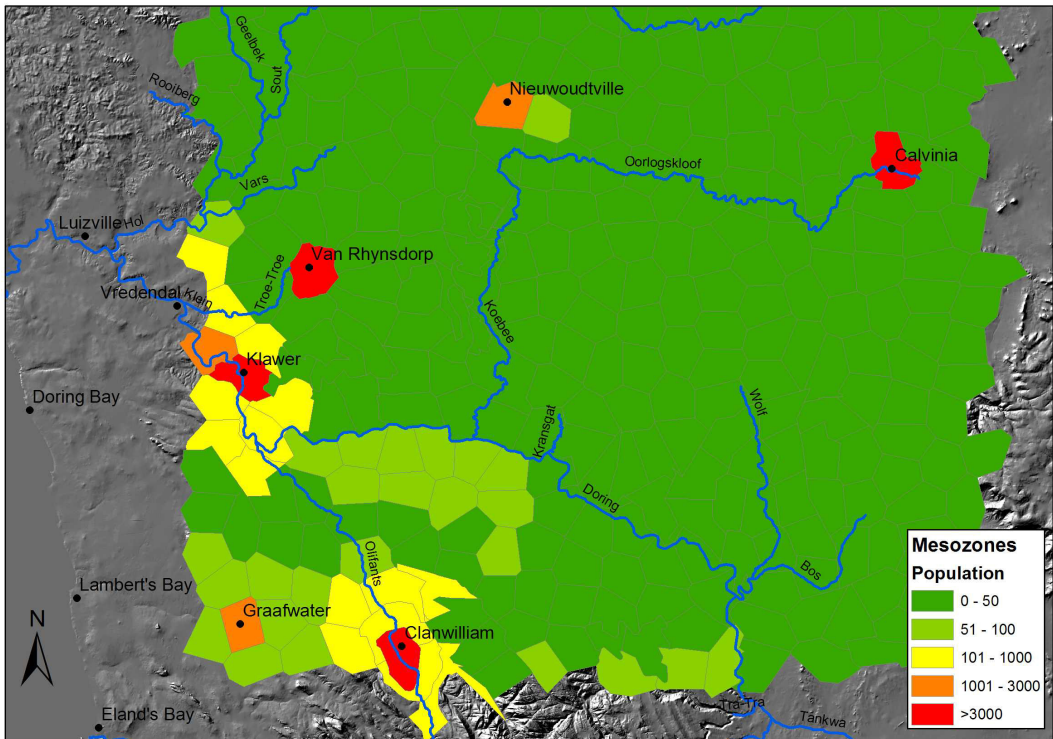 Geelbek
Sout
Rooiberg
Nieuwoudtville
Oorlogskloof
Calvinia
Vars
Luizville
Hol
Van Rhynsdorp
Troe-Troe
Vredendal
Klein
Koebee
Klawer
Doring Bay
Wolf
Kransgat
Doring
Olifants
Bos
Lambert's Bay
Graafwater
Clanwilliam
N
Eland's Bay
Tra-Tra
Tankwa
Mesozones
Population
0 - 50
51 - 100
101 - 1000
1001 - 3000
>3000